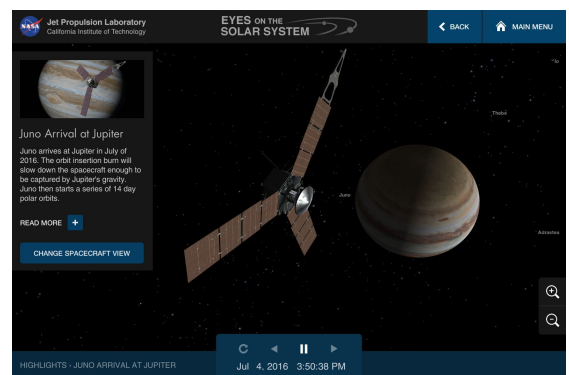 NASA
Jet Propulsion Laboratory
California Institute of Technology
EYES ON THE
SOLAR SYSTEM
BACK
MAIN MENU
Juno Arrival at Jupiter
Juno arrives at Jupiter in July of
2016. The orbit insertion burn will
slow down the spacecraft enough to
be captured by Jupiter's gravity.
Juno then starts a series of 14 day
polar orbits.
READ MORE +
CHANGE SPACECRAFT VIEW
Io
Thebe
Juno
Adrastea
Jul 4, 2016 3:50:38 PM
HIGHLIGHTS - JUNO ARRIVAL AT JUPITER